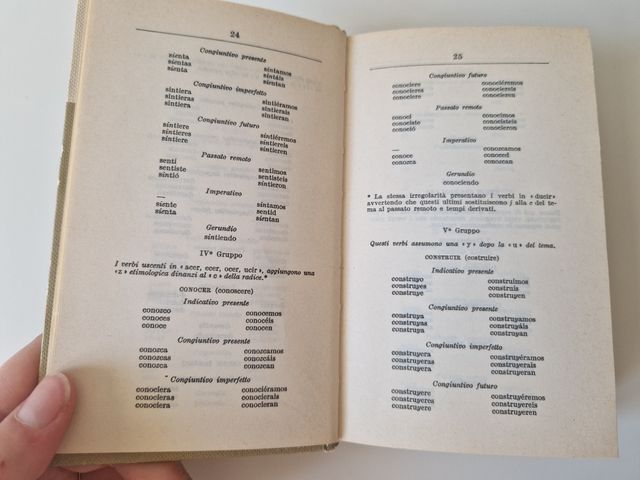 24
Congiuntivo presente
sienta sintamos
sientas sintáis
sienta sientan
Congiuntivo imperfetto
sintiera sintiéramos
sintieras sintierais
sintiera sintieran
Congiuntivo futuro
sintiere sintiéremos
sintieres sintiereis
sintiere sintieren
Passato remoto
sentí sentimos
sentiste sentisteis
sintió sintieron
Imperativo
— sintamos
siente sentid
sienta sientan
Gerundio
sintiendo
IVº Gruppo
I verbi uscenti in «acer, ecer, ocer, ucir», aggiungono una
«z» etimologica dinanzi al «c» della radice.*
CONOCER (conoscere)
Indicativo presente
conozco conocemos
conoces conocéis
conoce conocen
Congiuntivo presente
conozca conozcamos
conozcas conozcáis
conozca conozcan
Congiuntivo imperfetto
conociera conociéramos
conocieras conocierais
conociera conocieran
25
Congiuntivo futuro
conociere conociéremos
conocieres conociereis
conociere conocieren
Passato remoto
conocí conocimos
conociste conocisteis
conoció conocieron
Imperativo
— conozcamos
conoce conoced
conozca conozcan
Gerundio
conociendo
* La stessa irregolarità presentano i verbi in «ducir»
avvertendo che questi ultimi sostituiscono j alla c del te-
ma al passato remoto e tempi derivati.
Vº Gruppo
Questi verbi assumono una «y» dopo la «u» del tema.
CONSTRUIR (costruire)
Indicativo presente
construyo construimos
construyes construis
construye construyen
Congiuntivo presente
construya construyamos
construyas construyáis
construya construyan
Congiuntivo imperfetto
construyera construyéramos
construyeras construyerais
construyera construyeran
Congiuntivo futuro
construyere construyéremos
construyeres construyereis
construyere construyeren